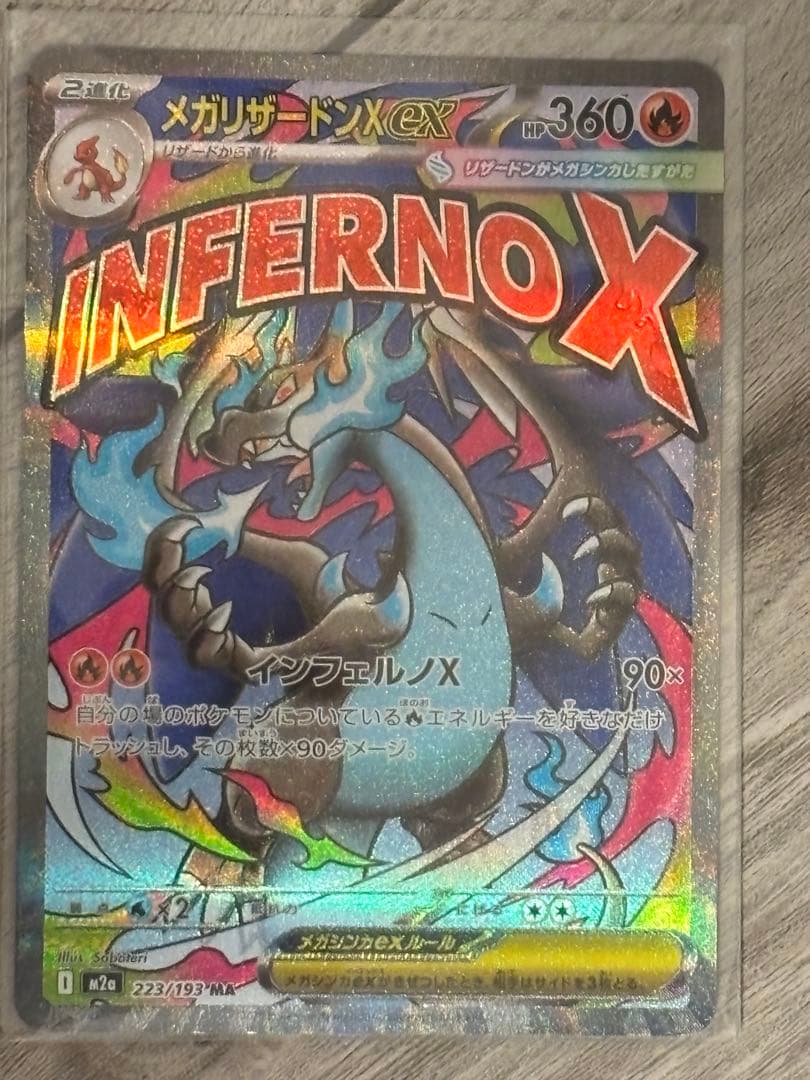 2進化
メガリザードンXex
HP360
リザードから進化
リザードンがメガシンカしたすがた
INFERNO X
インフェルノX 90×
自分の場のポケモンについているエネルギーを好きなだけ
トラッシュし、その枚数×90ダメージ。
×2
にげる
メガシンカexルール
Illus. Saboteri
I m2a 223/193 MA